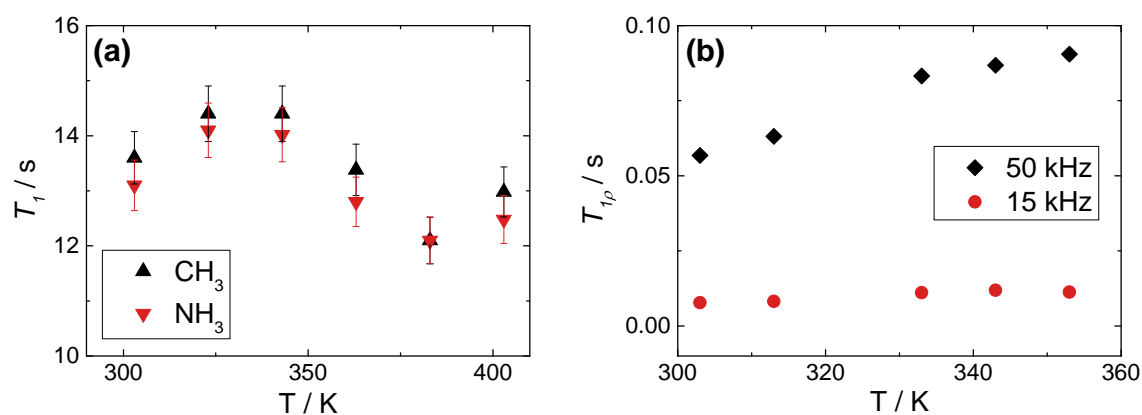 (a)
16
14
12
10
T₁ / s
CH₃
NH₃
300
350
400
T / K
(b)
0.10
0.05
0.00
T₁ρ / s
50 kHz
15 kHz
300
320
340
360
T / K